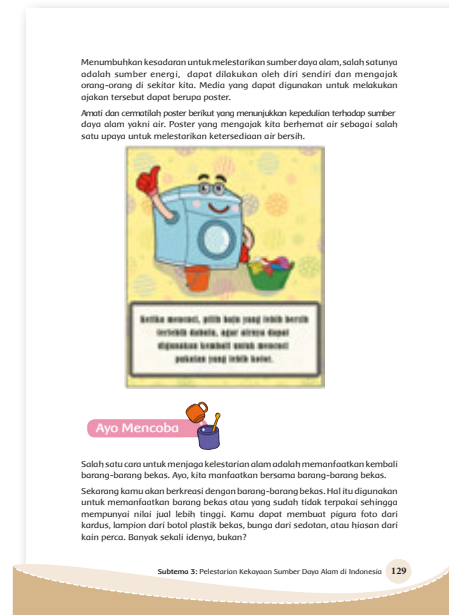 Menumbuhkan kesadaran untuk melestarikan sumber daya alam, salah satunya
adalah sumber energi, dapat dilakukan oleh diri sendiri dan mengajak
orang-orang di sekitar kita. Media yang dapat digunakan untuk melakukan
ajakan tersebut dapat berupa poster.
Amati dan cermatilah poster berikut yang menunjukkan kepedulian terhadap sumber
daya alam yakni air. Poster yang mengajak kita berhemat air sebagai salah
satu upaya untuk melestarikan ketersediaan air bersih.
Ketika mencuci, pilih baju yang lebih bersih
terlebih dahulu, agar airnya dapat
digunakan kembali untuk mencuci
pakaian yang lebih kotor.
Ayo Mencoba
Salah satu cara untuk menjaga kelestarian alam adalah memanfaatkan kembali
barang-barang bekas. Ayo, kita manfaatkan bersama barang-barang bekas.
Sekarang kamu akan berkreasi dengan barang-barang bekas. Hal itu digunakan
untuk memanfaatkan barang bekas atau yang sudah tidak terpakai sehingga
mempunyai nilai jual lebih tinggi. Kamu dapat membuat pigura foto dari
kardus, lampion dari botol plastik bekas, bunga dari sedotan, atau hiasan dari
kain perca. Banyak sekali idenya, bukan?
Subtema 3: Pelestarian Kekayaan Sumber Daya Alam di Indonesia 129